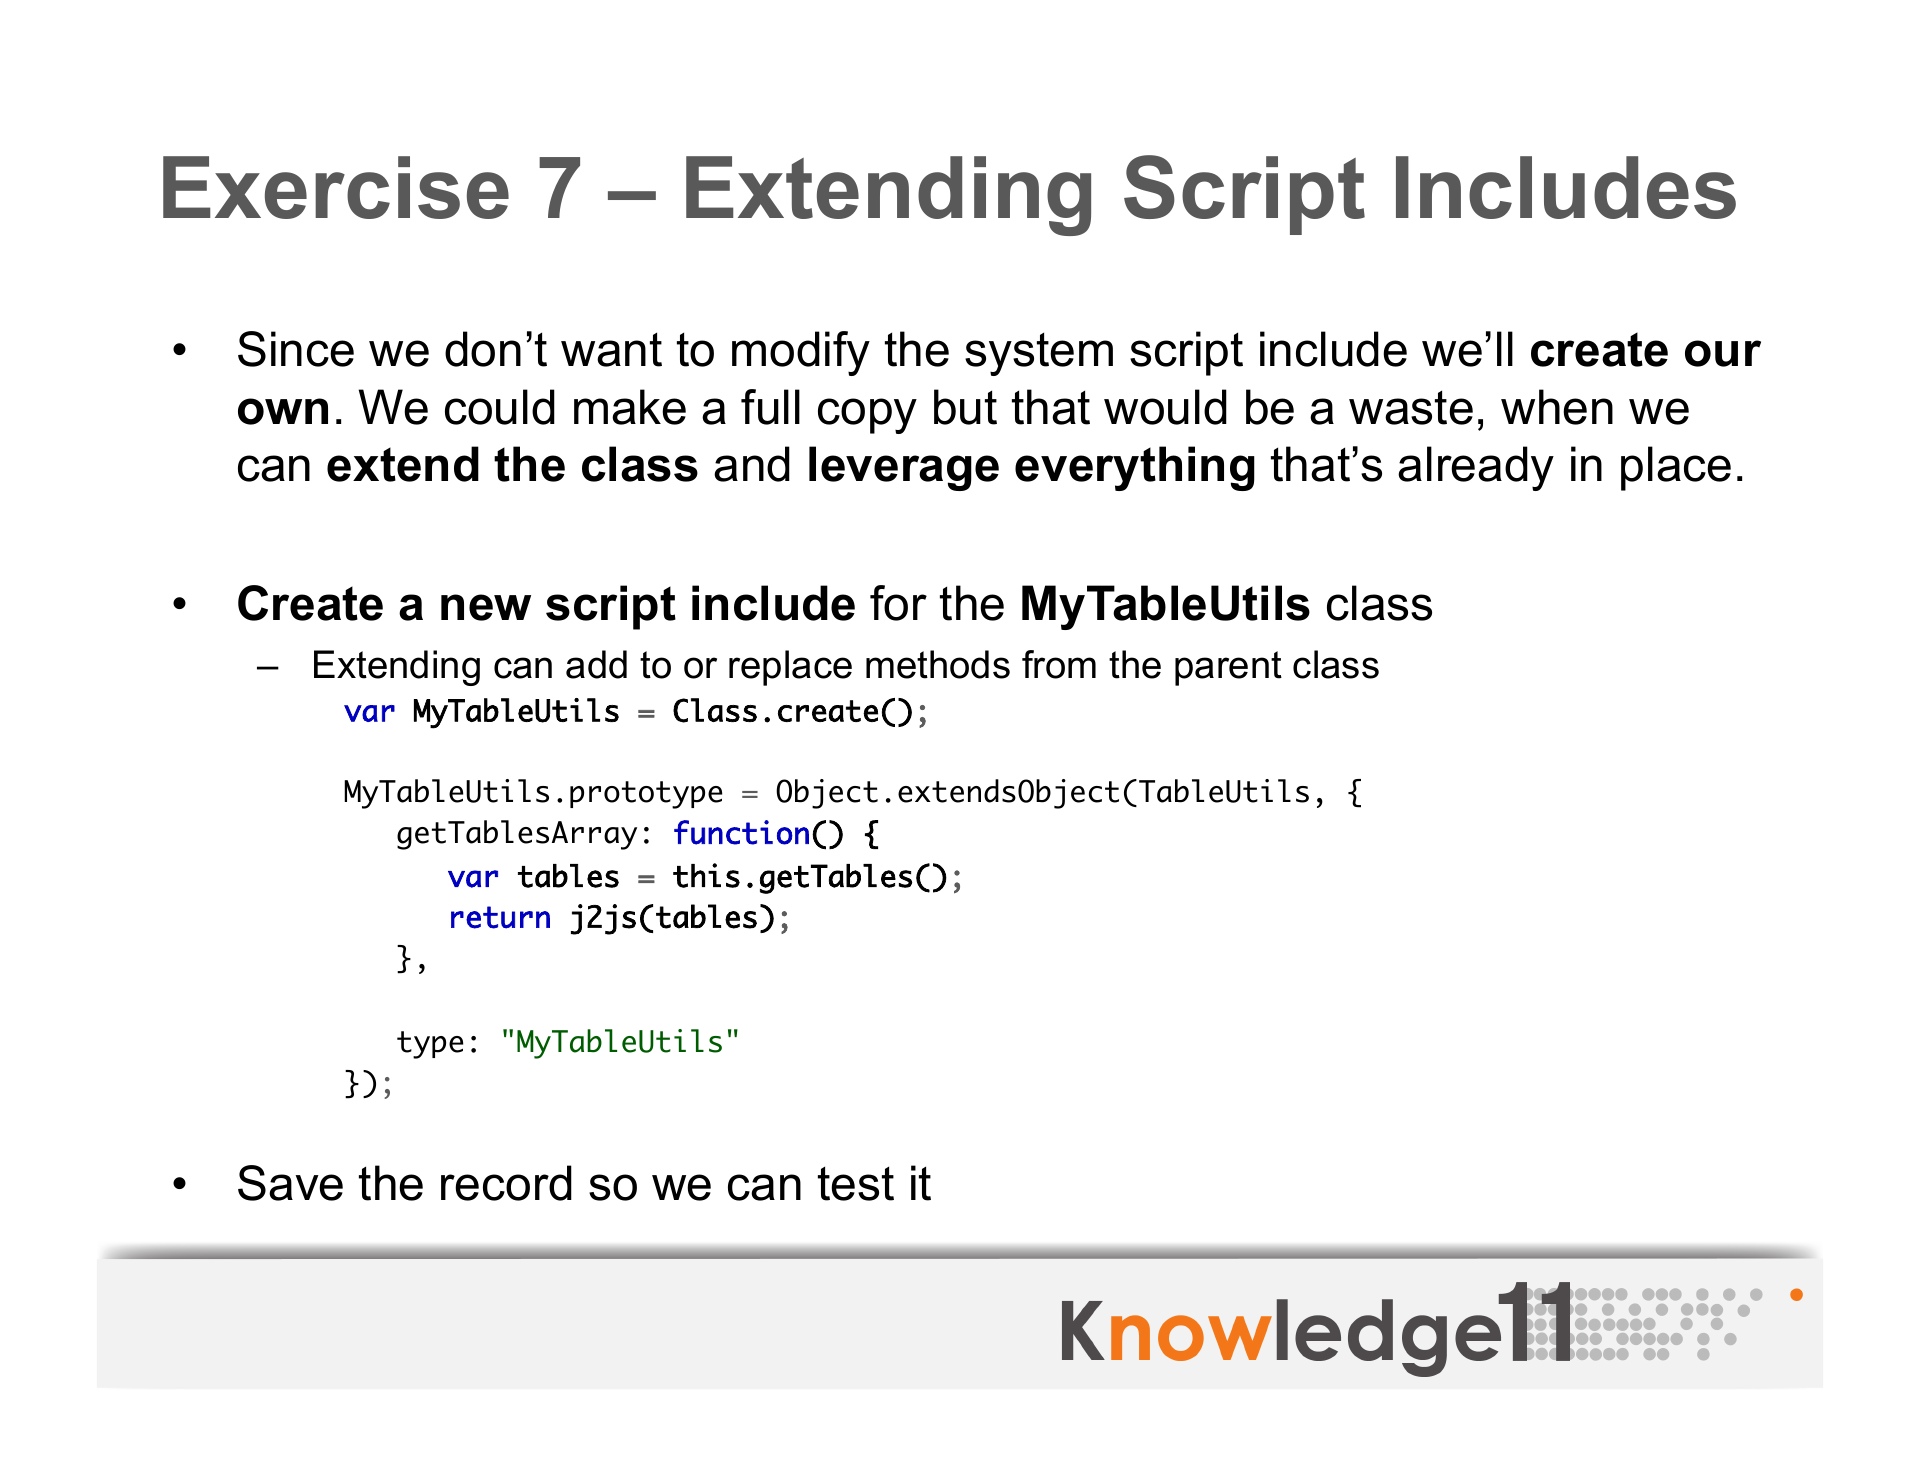 Exercise 7 – Extending Script Includes
• Since we don’t want to modify the system script include we’ll create our
own. We could make a full copy but that would be a waste, when we
can extend the class and leverage everything that’s already in place.
• Create a new script include for the MyTableUtils class
– Extending can add to or replace methods from the parent class
var MyTableUtils = Class.create();
MyTableUtils.prototype = Object.extendsObject(TableUtils, {
getTablesArray: function() {
var tables = this.getTables();
return j2js(tables);
},
type: "MyTableUtils"
});
• Save the record so we can test it
Knowledge11